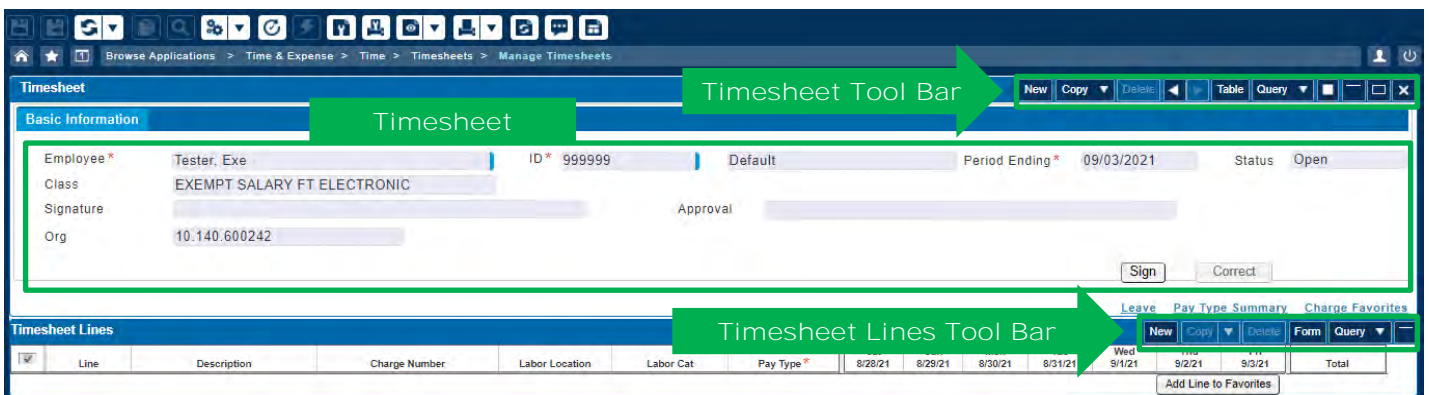 1 Browse Applications > Time & Expense > Time > Timesheets > Manage Timesheets
Timesheet
Timesheet Tool Bar
New Copy Delete Table Query
Basic Information
Timesheet
Employee * Tester, Exe ID * 999999 Default Period Ending * 09/03/2021 Status Open
Class EXEMPT SALARY FT ELECTRONIC
Signature Approval
Org 10.140.600242
Sign Correct
Leave Pay Type Summary Charge Favorites
Timesheet Lines
Timesheet Lines Tool Bar
New Copy Delete Form Query
Line Description Charge Number Labor Location Labor Cat Pay Type * 8/28/21 8/29/21 8/30/21 8/31/21 Wed 9/1/21 Thu 9/2/21 Fri 9/3/21 Total
Add Line to Favorites